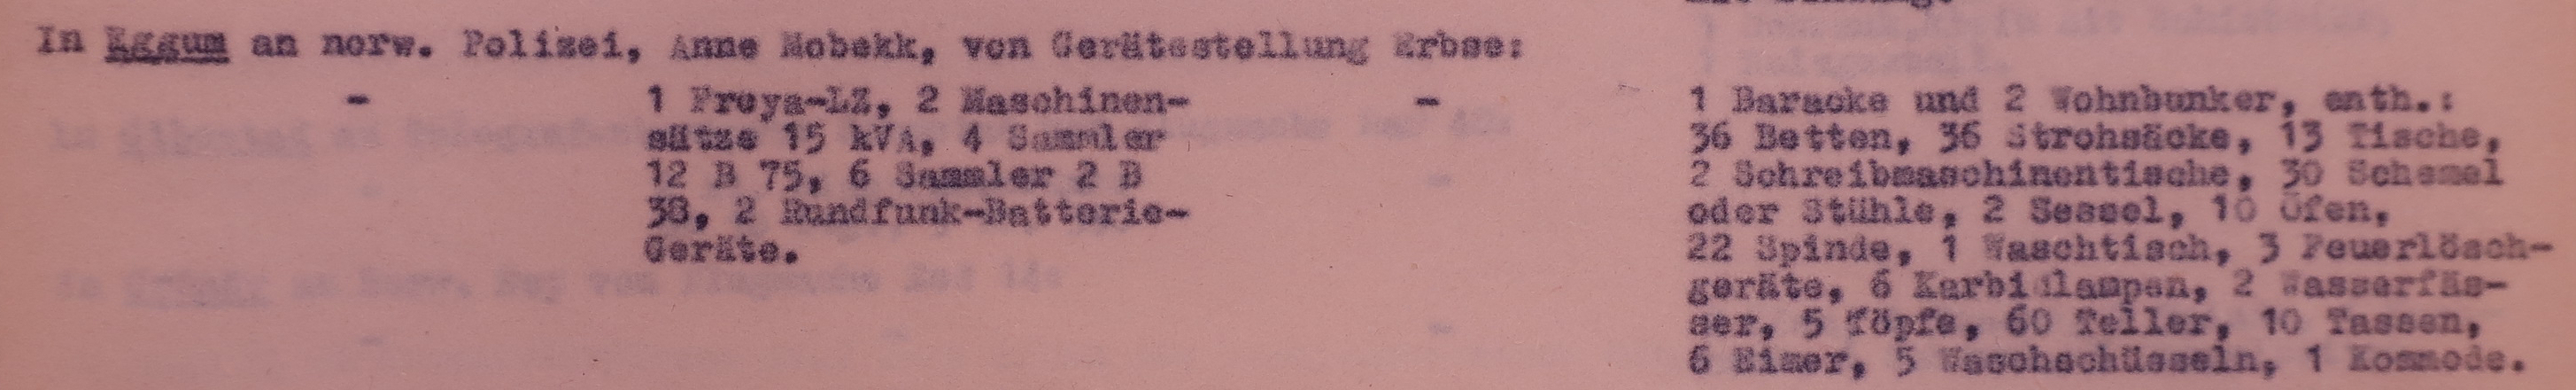 In Eggum an norw. Polizei, Anne Mobekk, von Gerätestellung Erbse:
-
1 Freya-LZ, 2 Maschinen-
sätze 15 kVA, 4 Sammler
12 B 75, 6 Sammler 2 B
38, 2 Rundfunk-Batterie-
Geräte.
-
1 Baracke und 2 Wohnbunker, enth.:
36 Betten, 36 Strohsäcke, 13 Tische,
2 Schreibmaschinentische, 30 Schemel
oder Stühle, 2 Sessel, 10 Öfen,
22 Spinde, 1 Waschtisch, 3 Feuerlösch-
geräte, 6 Karbidlampen, 2 Wasserfäs-
ser, 5 Töpfe, 60 Teller, 10 Tassen,
6 Eimer, 5 Waschschüsseln, 1 Kommode.